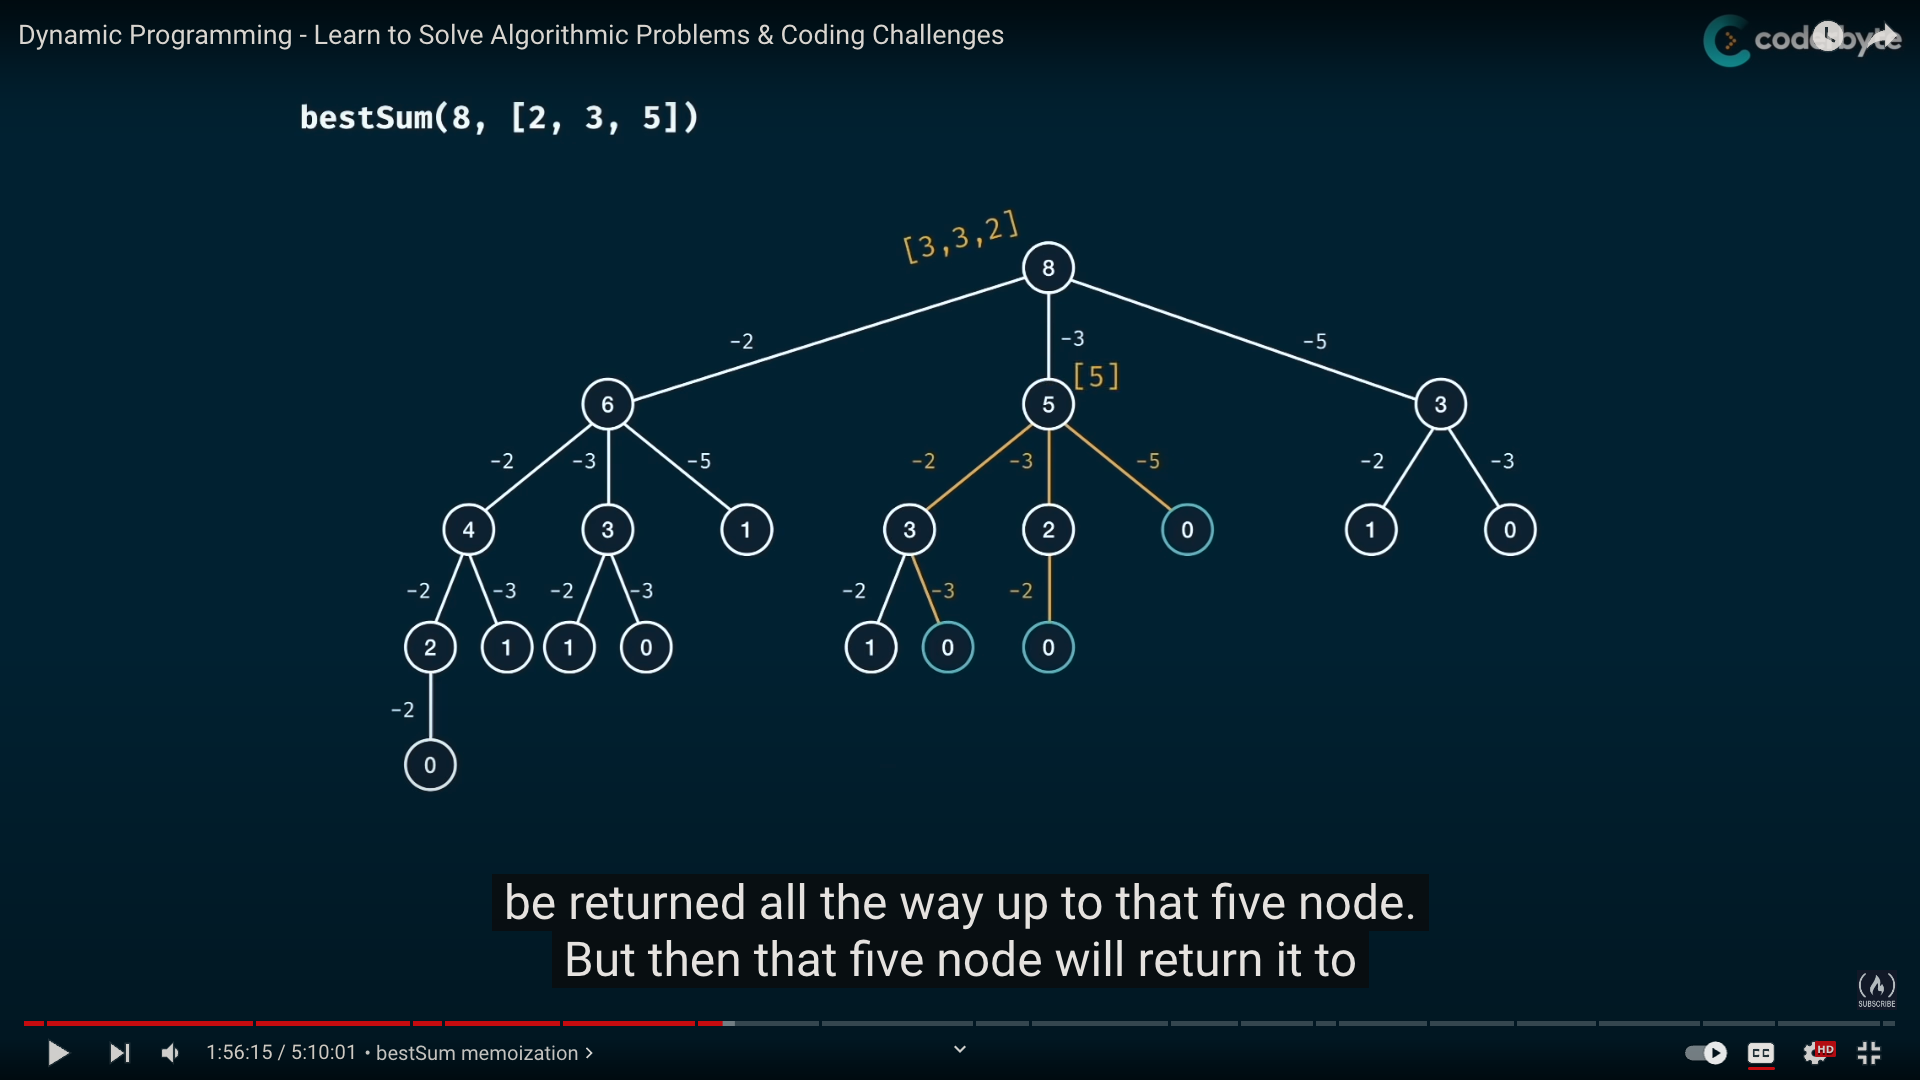 Dynamic Programming - Learn to Solve Algorithmic Problems & Coding Challenges
coderbyte
bestSum(8, [2, 3, 5])
[3,3,2]
8
-2 -3 -5
[5]
6 5 3
-2 -3 -5 -2 -3 -5 -2 -3
4 3 1 3 2 0 1 0
-2 -3 -2 -3 -2 -3 -2
2 1 1 0 1 0 0
-2
0
be returned all the way up to that five node.
But then that five node will return it to
SUBSCRIBE
1:56:15 / 5:10:01 • bestSum memoization >
CC
HD